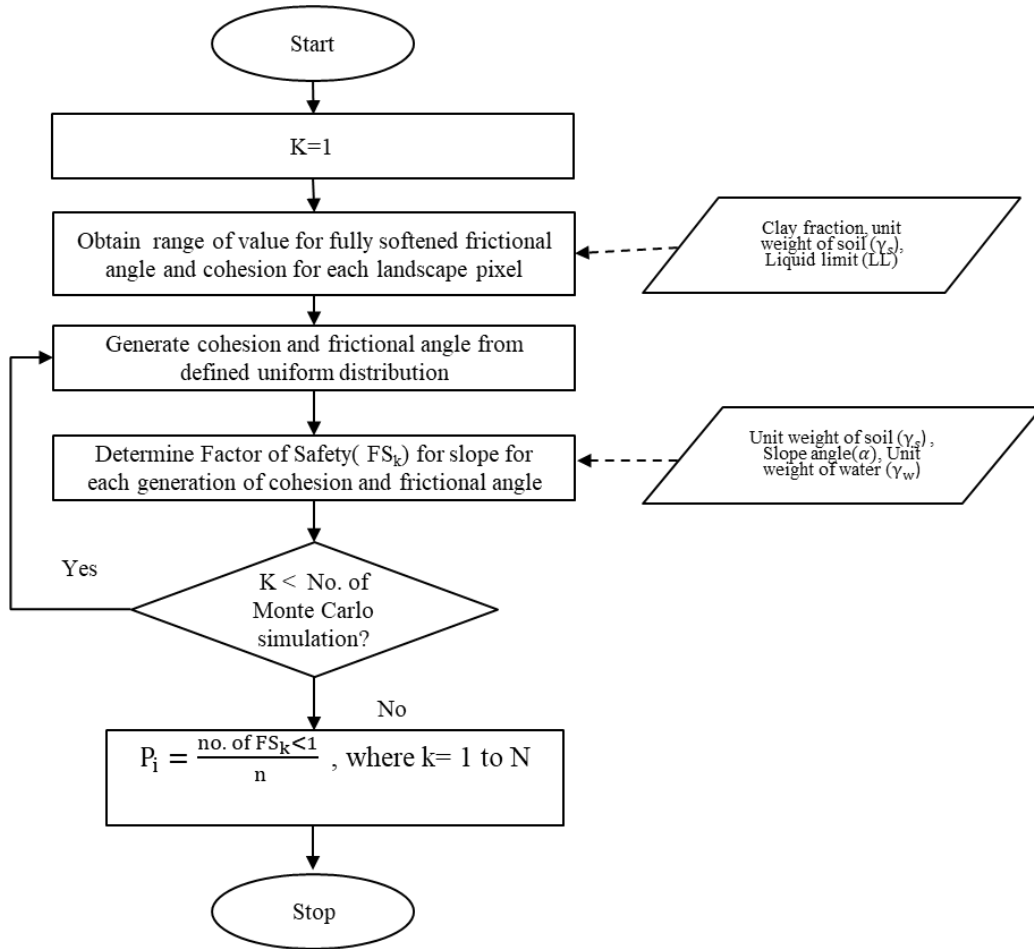 Start
K=1
Obtain range of value for fully softened frictional
angle and cohesion for each landscape pixel
Clay fraction, unit
weight of soil (γₛ),
Liquid limit (LL)
Generate cohesion and frictional angle from
defined uniform distribution
Determine Factor of Safety( FSₖ) for slope for
each generation of cohesion and frictional angle
Unit weight of soil (γₛ) ,
Slope angle(α), Unit
weight of water (γ_w)
Yes
K < No. of
Monte Carlo
simulation?
No
Pᵢ = no. of FSₖ<1 / n , where k= 1 to N
Stop